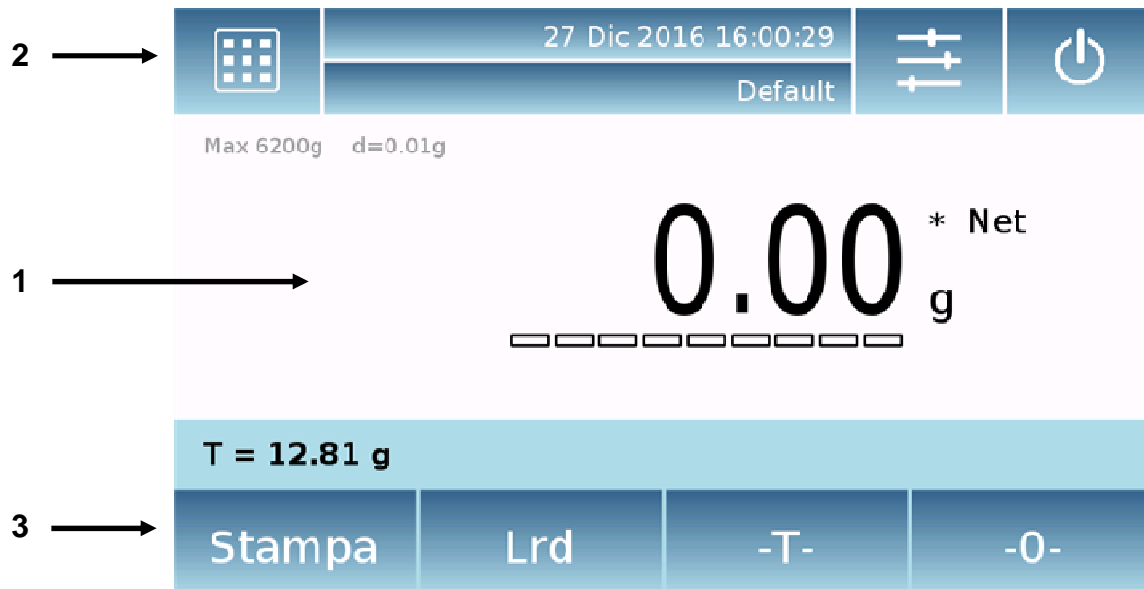 2
27 Dic 2016 16:00:29
Default
Max 6200g d=0.01g
1
0.00 * Net
g
T = 12.81 g
3
Stampa Lrd -T- -0-